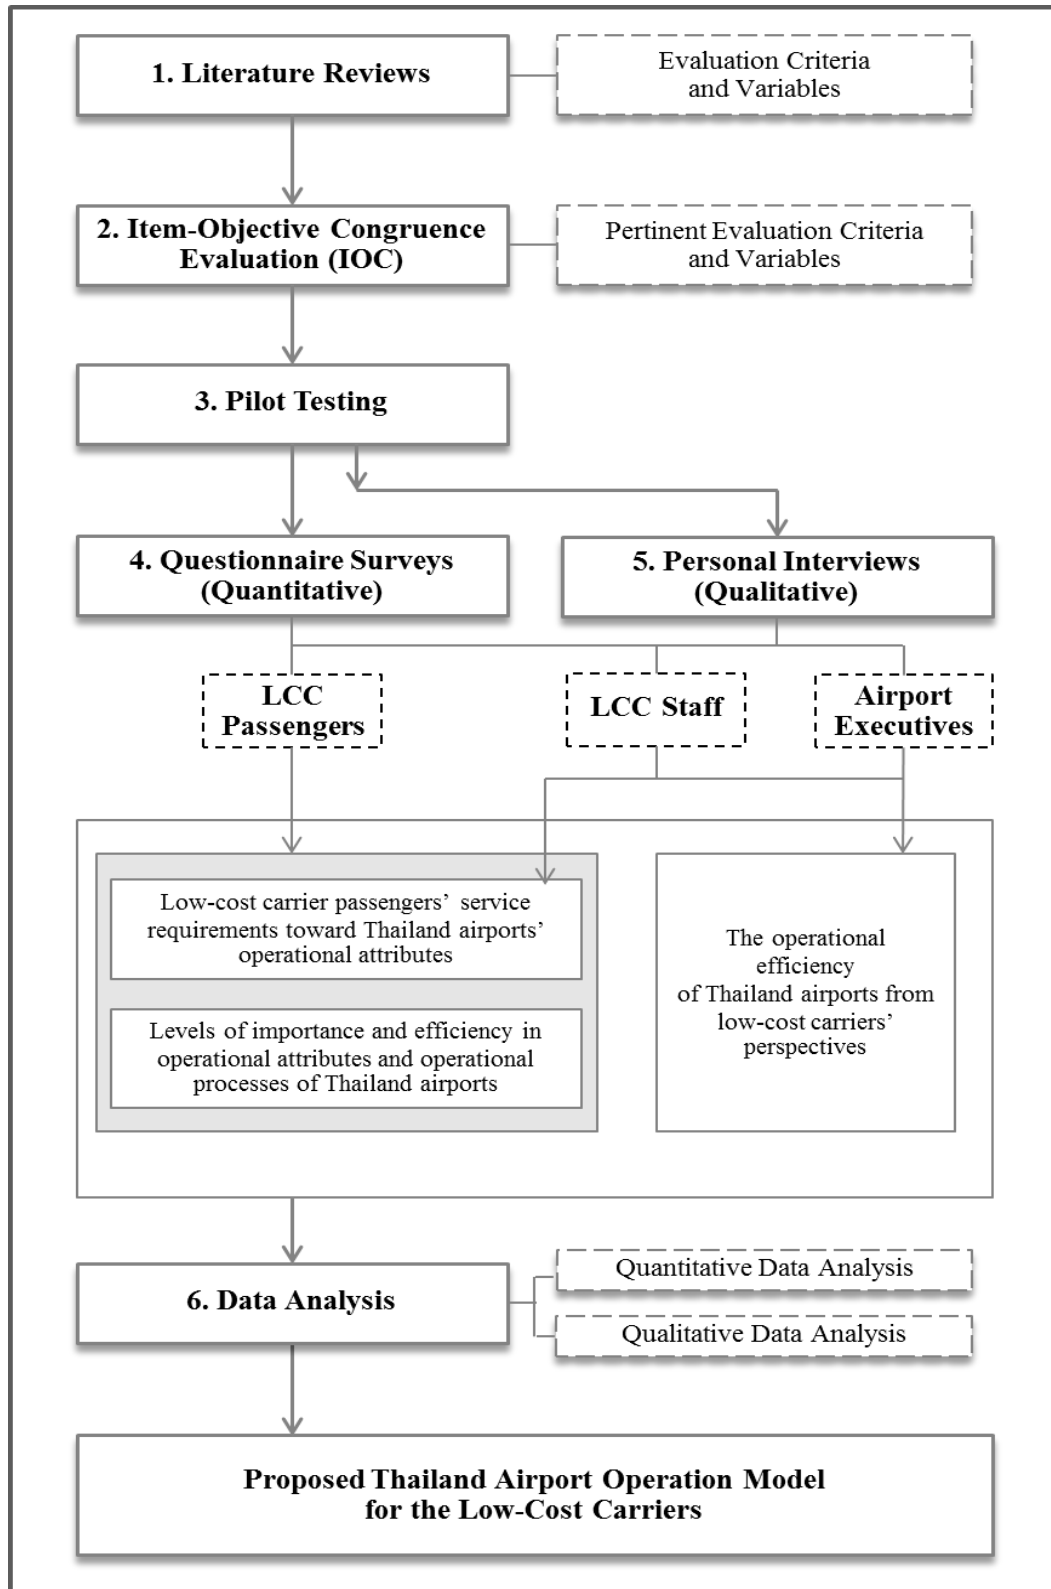 1. Literature Reviews
Evaluation Criteria
and Variables
2. Item-Objective Congruence
Evaluation (IOC)
Pertinent Evaluation Criteria
and Variables
3. Pilot Testing
4. Questionnaire Surveys
(Quantitative)
5. Personal Interviews
(Qualitative)
LCC
Passengers
LCC Staff
Airport
Executives
Low-cost carrier passengers’ service
requirements toward Thailand airports’
operational attributes
Levels of importance and efficiency in
operational attributes and operational
processes of Thailand airports
The operational
efficiency
of Thailand airports from
low-cost carriers’
perspectives
6. Data Analysis
Quantitative Data Analysis
Qualitative Data Analysis
Proposed Thailand Airport Operation Model
for the Low-Cost Carriers